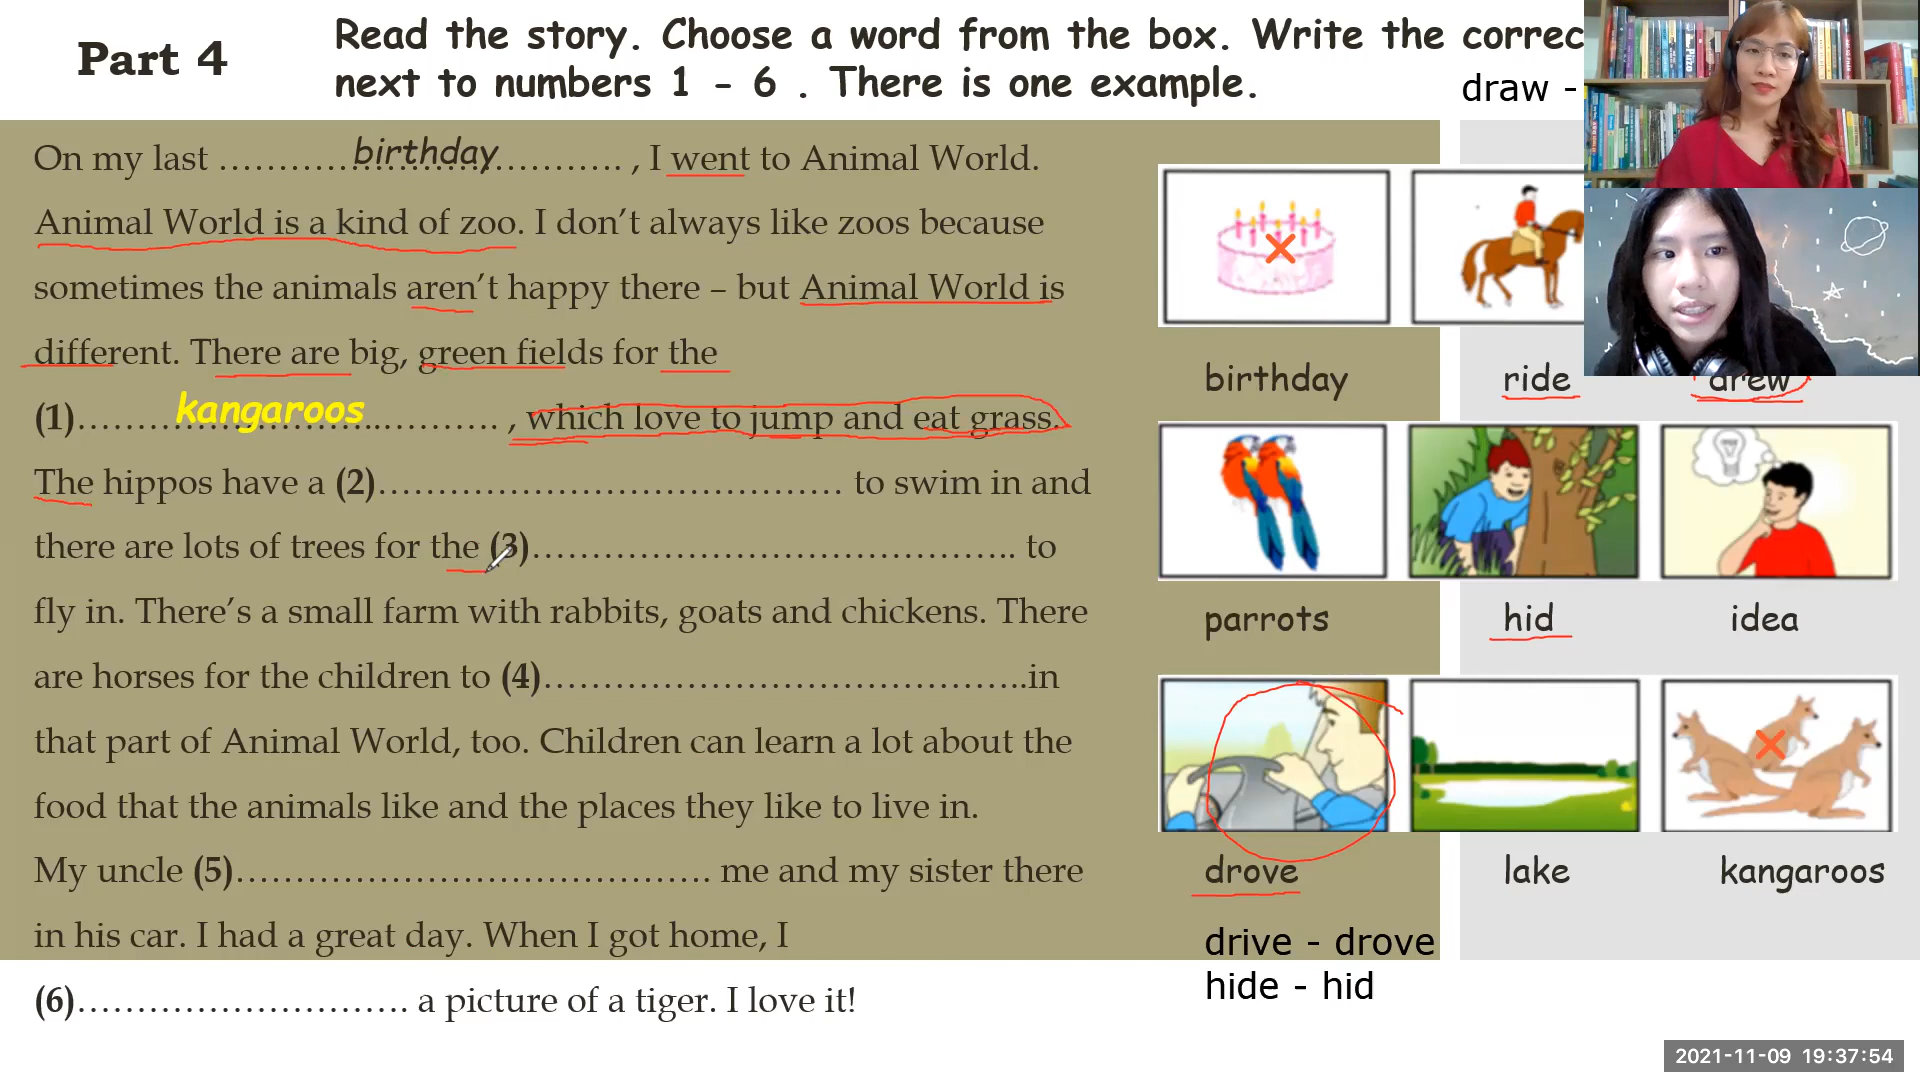 Part 4
Read the story. Choose a word from the box. Write the correc
next to numbers 1 - 6 . There is one example.
draw -
On my last ………… birthday ………… , I went to Animal World.
Animal World is a kind of zoo. I don’t always like zoos because
sometimes the animals aren’t happy there – but Animal World is
different. There are big, green fields for the
(1)………… kangaroos ………… , which love to jump and eat grass.
The hippos have a (2)………………………………… to swim in and
there are lots of trees for the (3)………………………………….. to
fly in. There’s a small farm with rabbits, goats and chickens. There
are horses for the children to (4)…………………………………..in
that part of Animal World, too. Children can learn a lot about the
food that the animals like and the places they like to live in.
My uncle (5)…………………………………. me and my sister there
in his car. I had a great day. When I got home, I
(6)………………………. a picture of a tiger. I love it!
birthday ride drew
parrots hid idea
drove lake kangaroos
drive - drove
hide - hid
2021-11-09 19:37:54